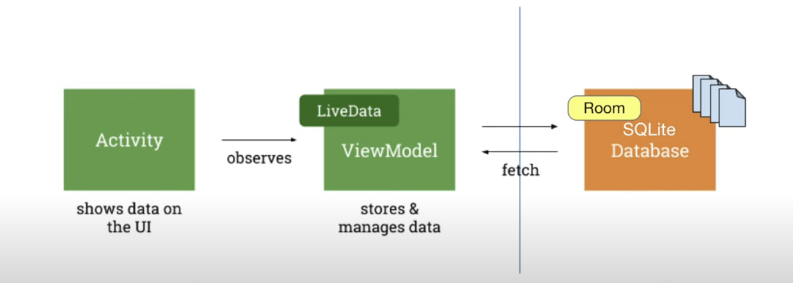 Activity
shows data on
the UI
observes
LiveData
ViewModel
stores &
manages data
fetch
Room
SQLite
Database